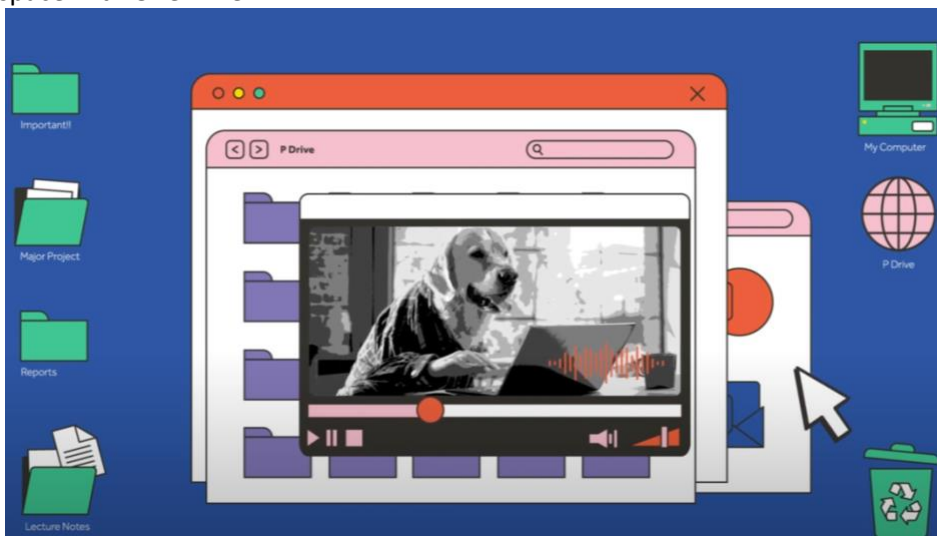 Important!!
Major Project
Reports
Lecture Notes
P Drive
My Computer
P Drive